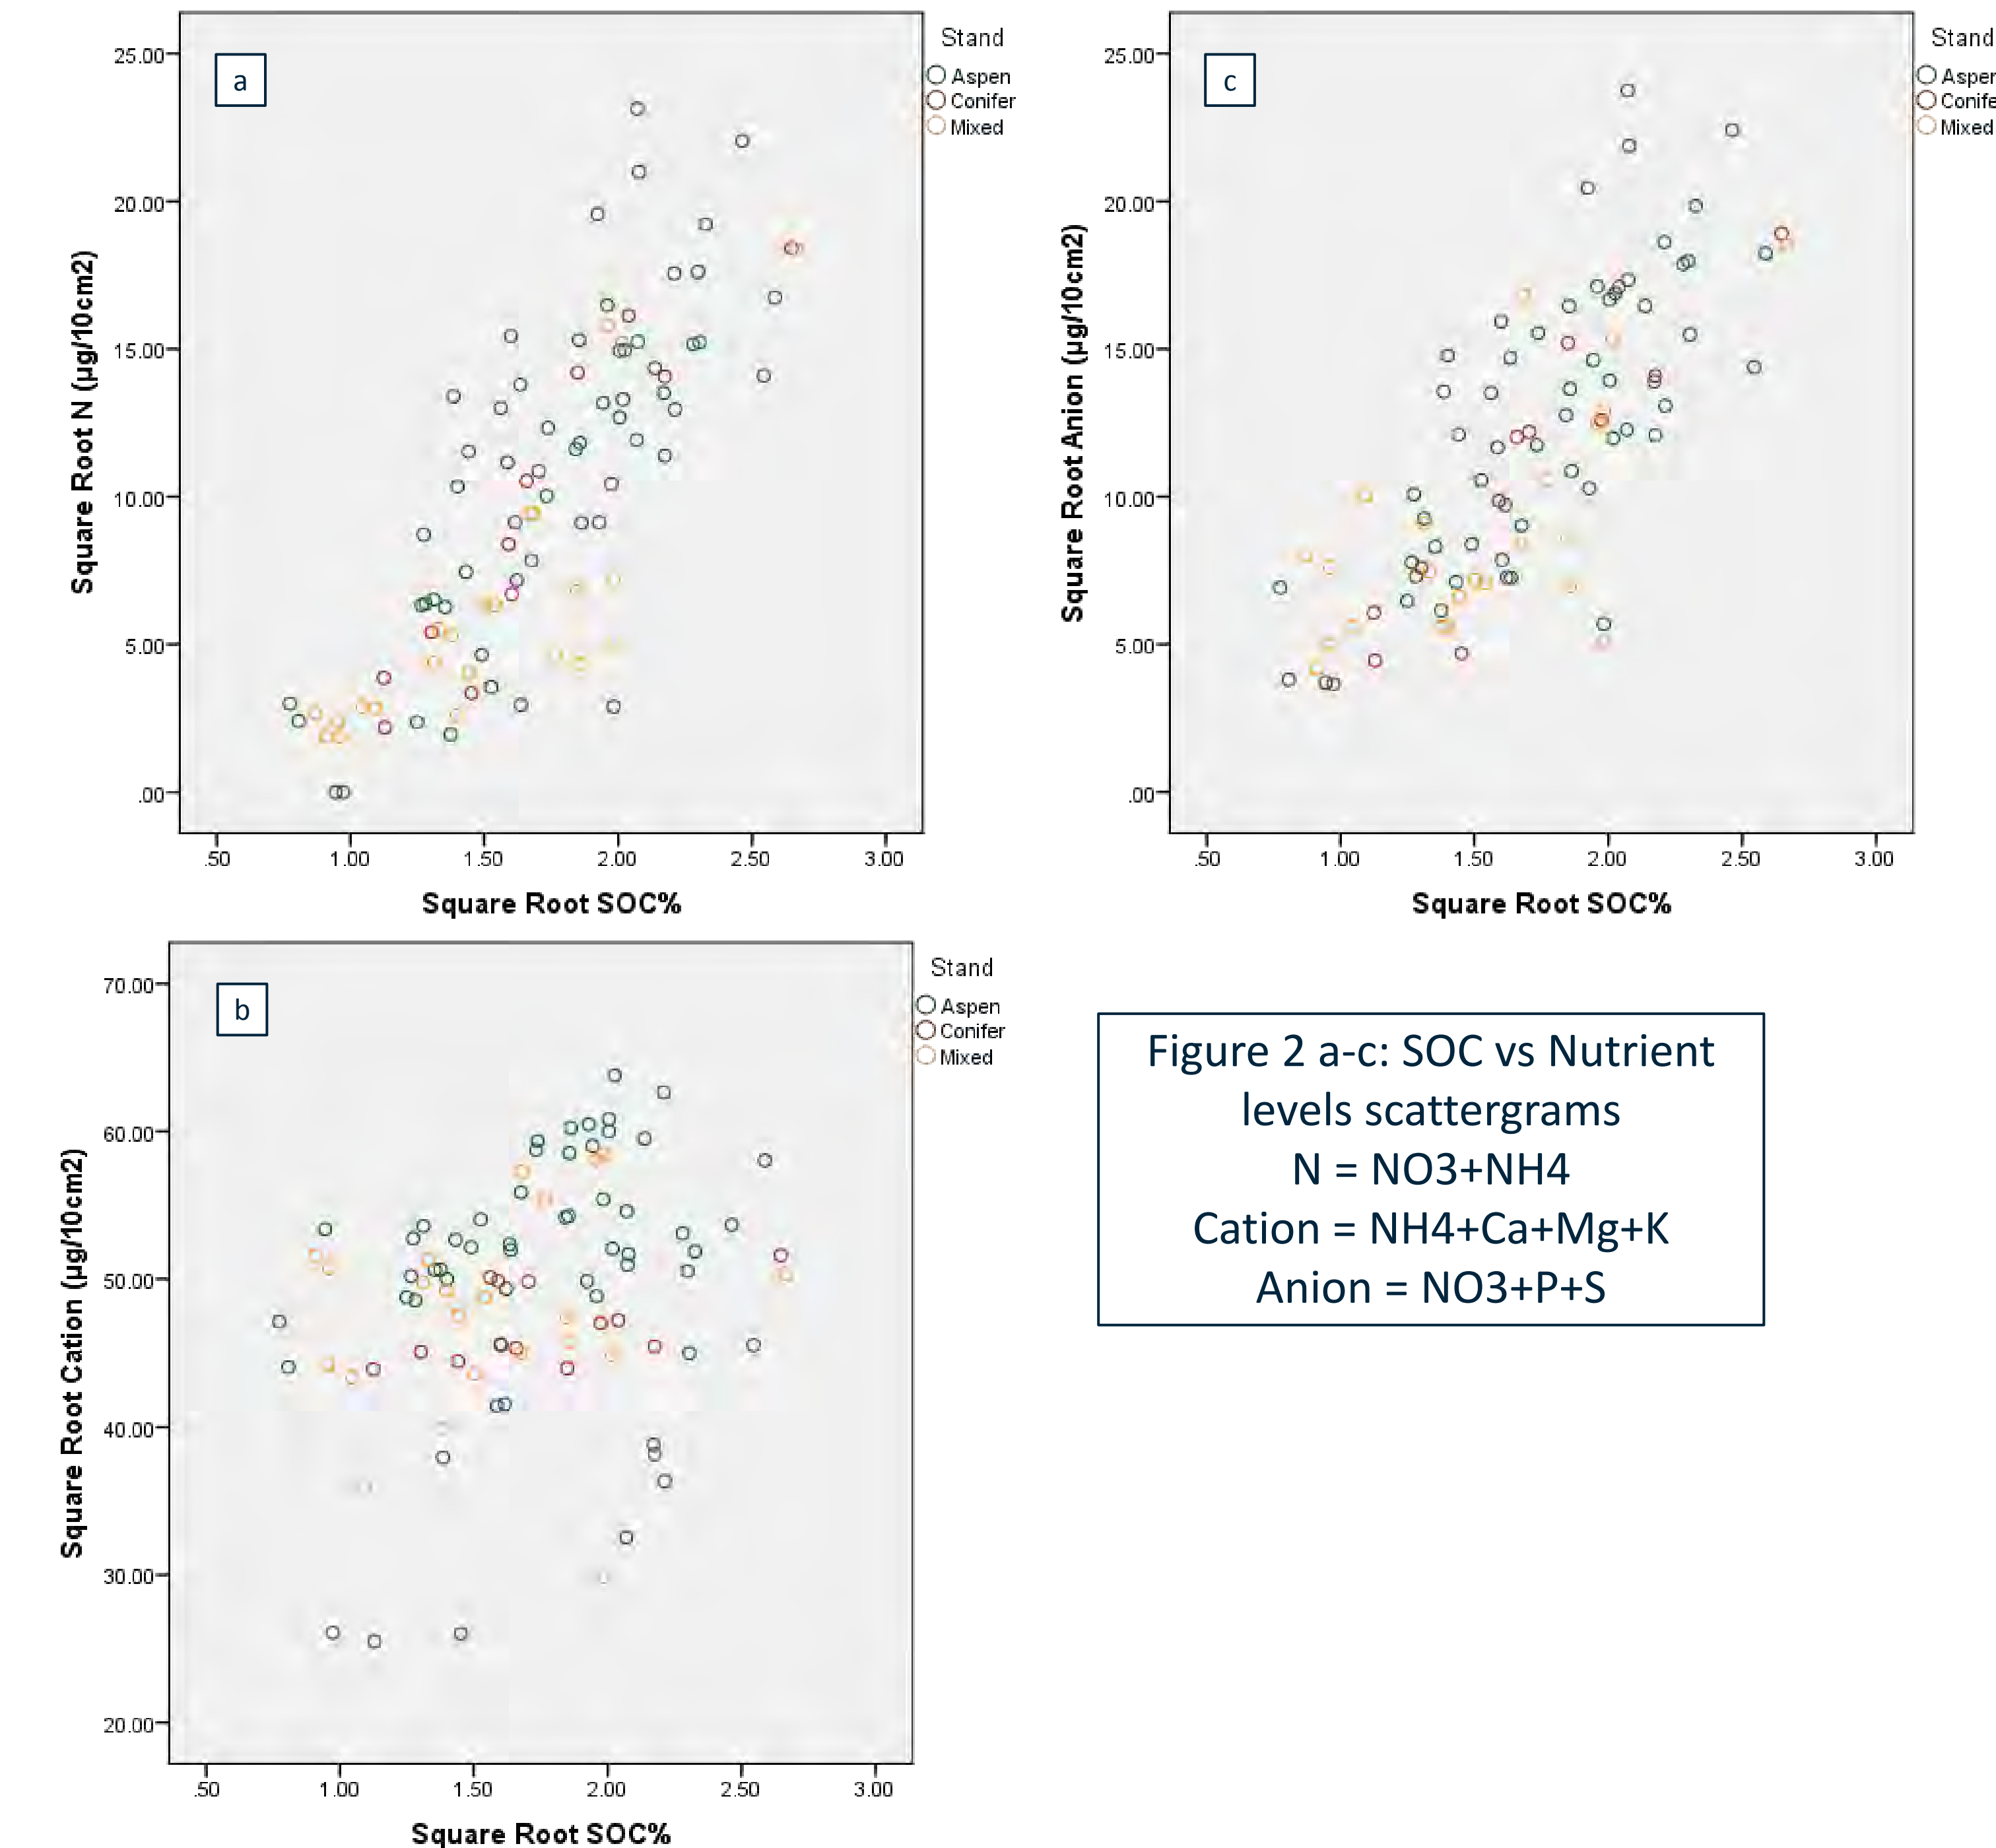 a
Stand
Aspen
Conifer
Mixed
25.00
20.00
15.00
10.00
5.00
.00
Square Root N (µg/10cm2)
.50 1.00 1.50 2.00 2.50 3.00
Square Root SOC%
c
Stand
Asper
Conife
Mixed
25.00
20.00
15.00
10.00
5.00
.00
Square Root Anion (µg/10cm2)
.50 1.00 1.50 2.00 2.50 3.00
Square Root SOC%
b
Stand
Aspen
Conifer
Mixed
70.00
60.00
50.00
40.00
30.00
20.00
Square Root Cation (µg/10cm2)
.50 1.00 1.50 2.00 2.50 3.00
Square Root SOC%
Figure 2 a-c: SOC vs Nutrient
levels scattergrams
N = NO3+NH4
Cation = NH4+Ca+Mg+K
Anion = NO3+P+S